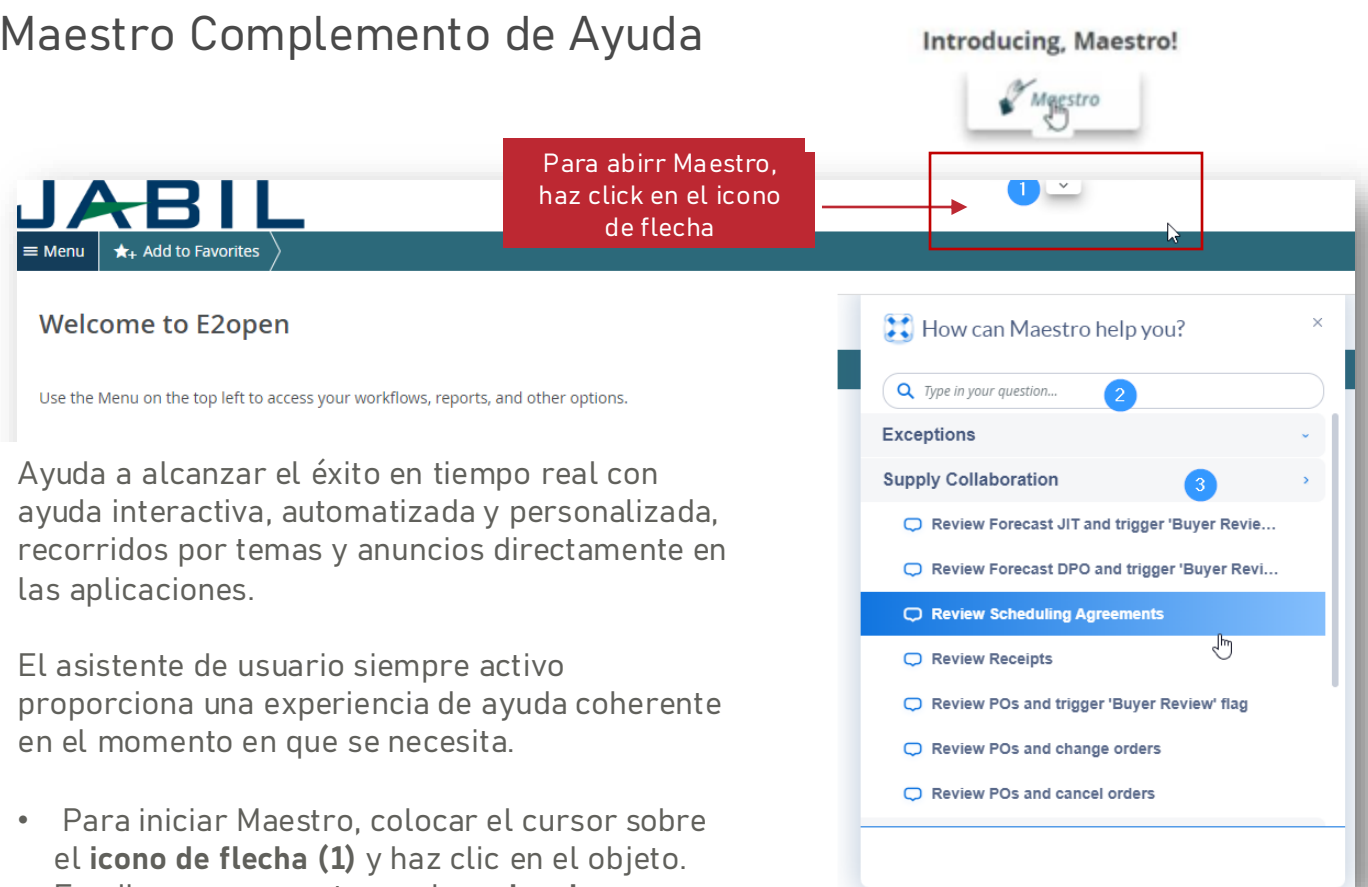 Maestro Complemento de Ayuda
Introducing, Maestro!
Maestro
Para abirr Maestro,
haz click en el icono
de flecha
1
JABIL
Menu
Add to Favorites
Welcome to E2open
Use the Menu on the top left to access your workflows, reports, and other options.
How can Maestro help you?
Type in your question...
2
Exceptions
Supply Collaboration
3
Review Forecast JIT and trigger 'Buyer Revie...
Review Forecast DPO and trigger 'Buyer Revi...
Review Scheduling Agreements
Review Receipts
Review POs and trigger 'Buyer Review' flag
Review POs and change orders
Review POs and cancel orders
Ayuda a alcanzar el éxito en tiempo real con
ayuda interactiva, automatizada y personalizada,
recorridos por temas y anuncios directamente en
las aplicaciones.
El asistente de usuario siempre activo
proporciona una experiencia de ayuda coherente
en el momento en que se necesita.
• Para iniciar Maestro, colocar el cursor sobre
el icono de flecha (1) y haz clic en el objeto.